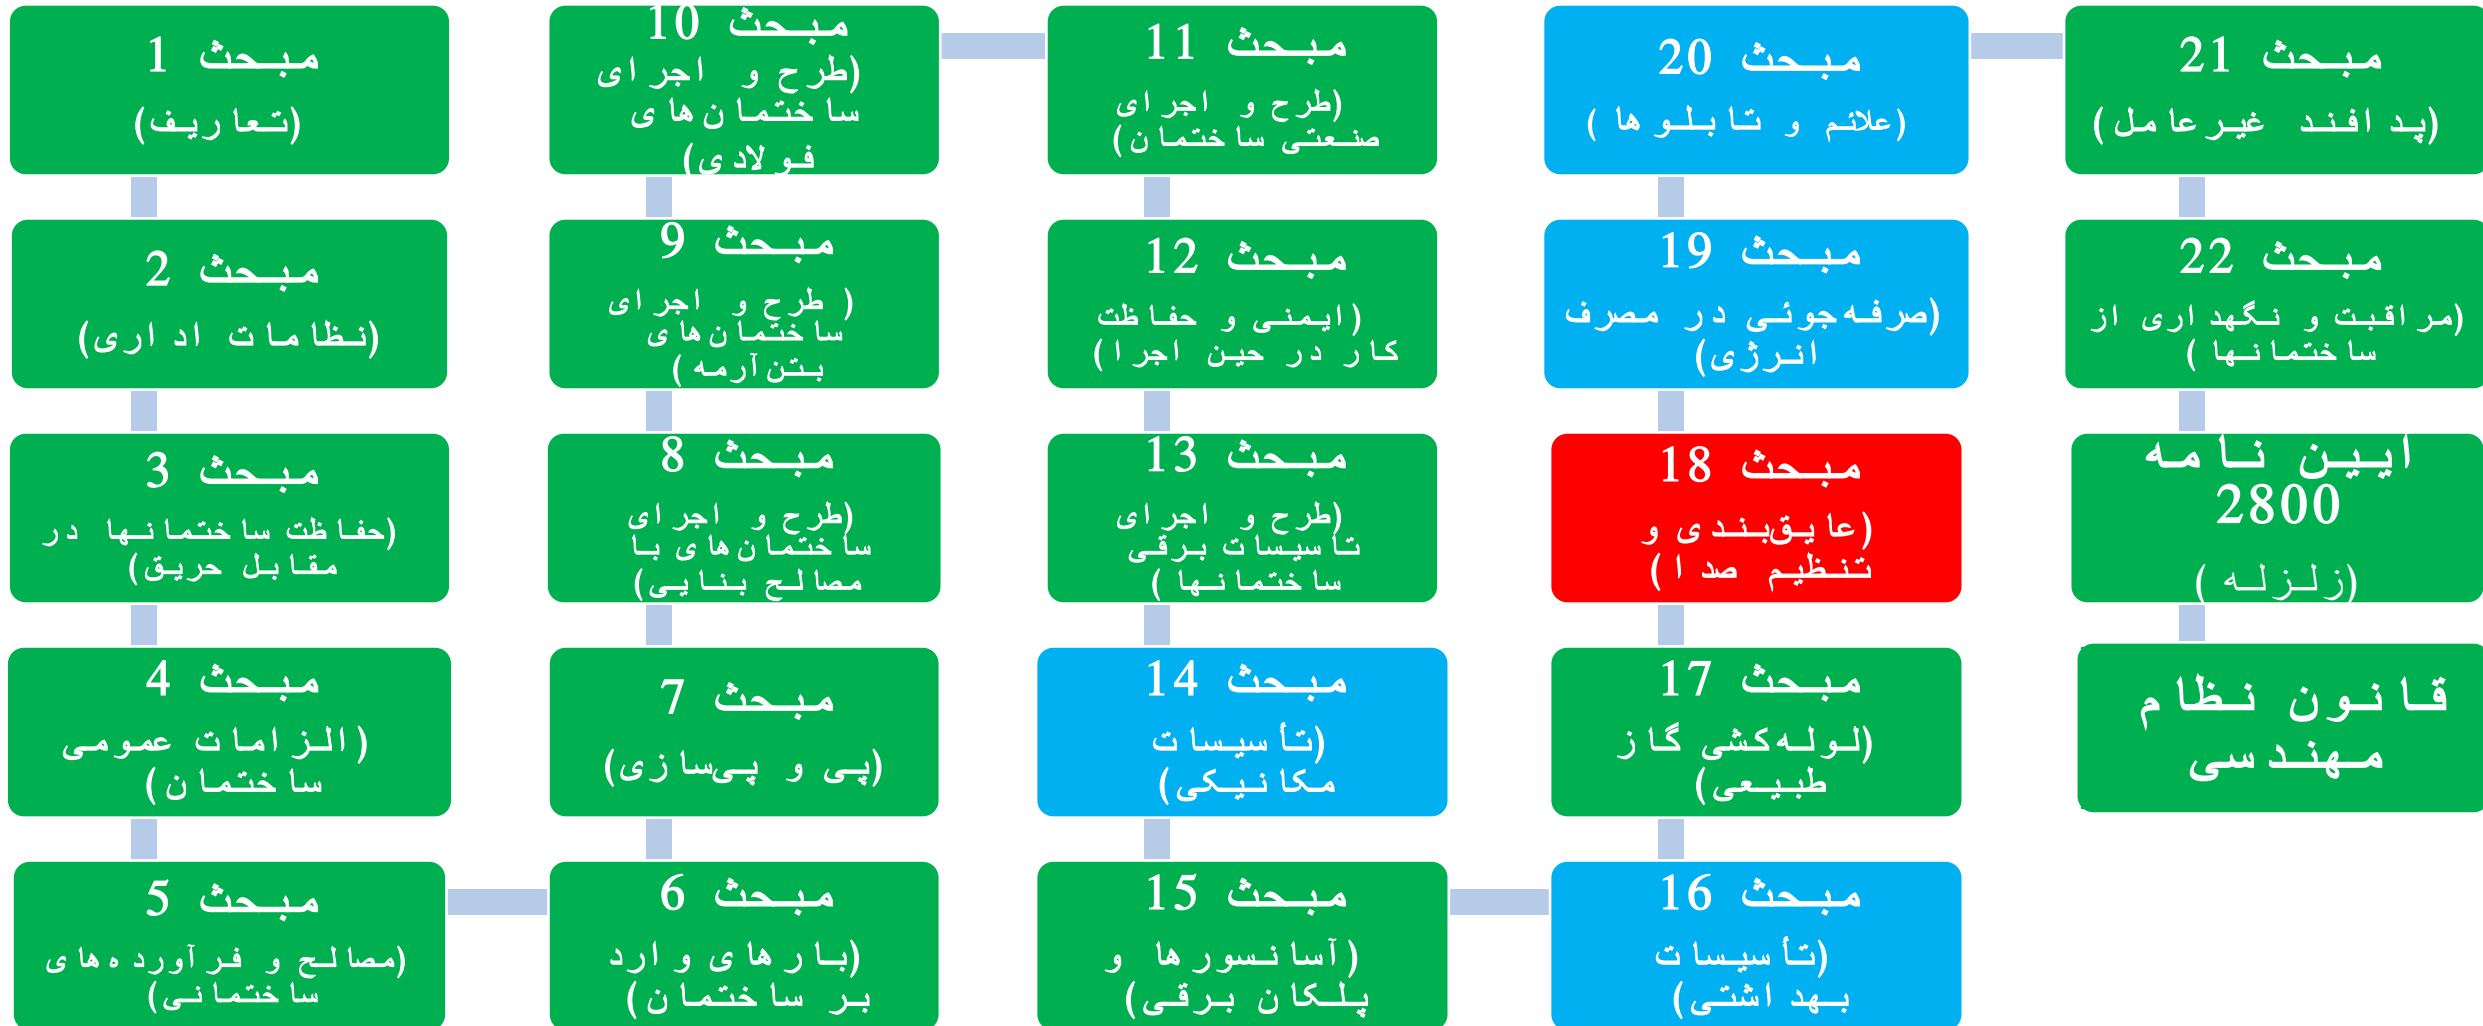 مبحث 1
(تعاریف)
مبحث 2
(نظامات اداری)
مبحث 3
(حفاظت ساختمانها در
مقابل حریق)
مبحث 4
(الزامات عمومی
ساختمان)
مبحث 5
(مصالح و فرآورده‌های
ساختمانی)
مبحث 6
(بارهای وارد
بر ساختمان)
مبحث 7
(پی و پی‌سازی)
مبحث 8
(طرح و اجرای
ساختمان‌های با
مصالح بنایی)
مبحث 9
( طرح و اجرای
ساختمان‌های
بتن‌آرمه)
مبحث 10
(طرح و اجرای
ساختمان‌های
فولادی)
مبحث 11
(طرح و اجرای
صنعتی ساختمان)
مبحث 12
(ایمنی و حفاظت
کار در حین اجرا)
مبحث 13
(طرح و اجرای
تاسیسات برقی
ساختمانها)
مبحث 14
(تأسیسات
مکانیکی)
مبحث 15
(آسانسورها و
پلکان برقی)
مبحث 16
(تأسیسات
بهداشتی)
مبحث 17
(لوله‌کشی گاز
طبیعی)
مبحث 18
(عایق‌بندی و
تنظیم صدا)
مبحث 19
(صرفه‌جوئی در مصرف
انرژی)
مبحث 20
(علائم و تابلوها)
مبحث 21
(پدافند غیرعامل)
مبحث 22
(مراقبت و نگهداری از
ساختمانها)
ایین نامه
2800
(زلزله)
قانون نظام
مهندسی